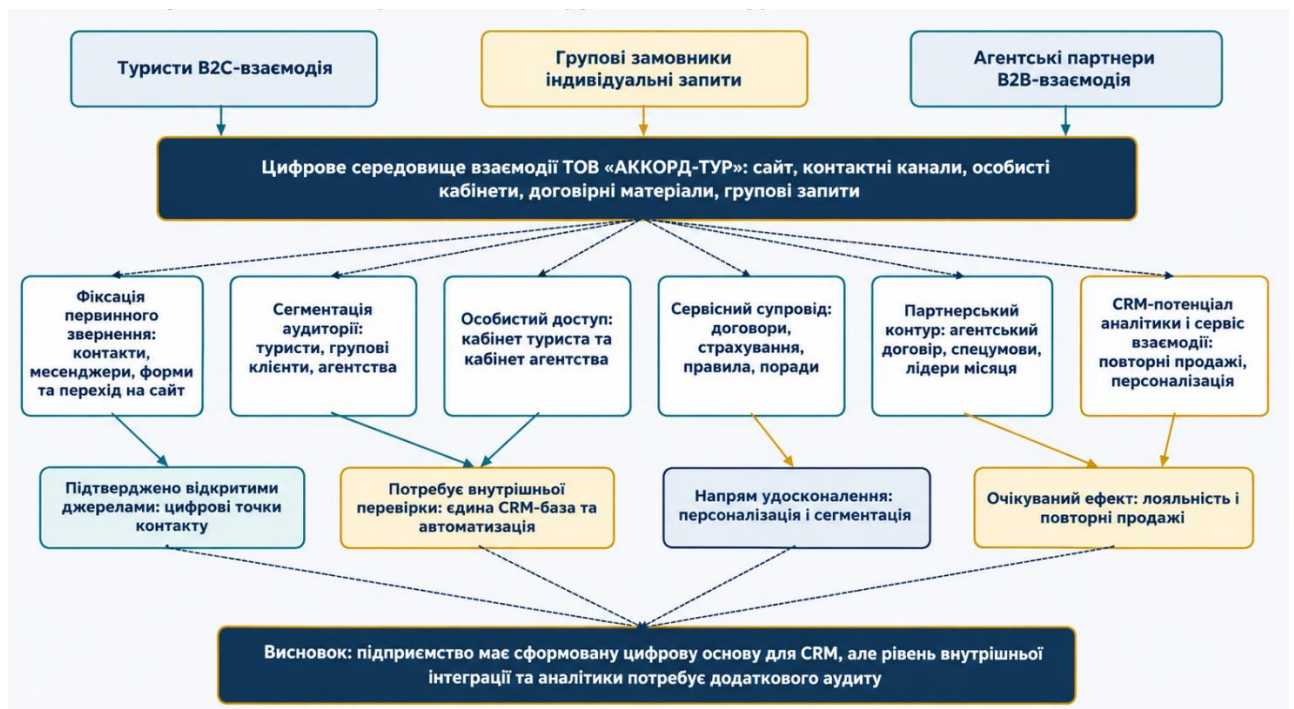 Туристи B2C-взаємодія
Групові замовники
індивідуальні запити
Агентські партнери
B2B-взаємодія
Цифрове середовище взаємодії ТОВ «АККОРД-ТУР»: сайт, контактні канали, особисті
кабінети, договірні матеріали, групові запити
Фіксація
первинного
звернення:
контакти,
месенджери, форми
та перехід на сайт
Сегментація
аудиторії:
туристи, групові
клієнти, агентства
Особистий доступ:
кабінет туриста та
кабінет агентства
Сервісний супровід:
договори,
страхування,
правила, поради
Партнерський
контур: агентський
договір, спецумови,
лідери місяця
CRM-потенціал
аналітики і сервіс
взаємодії:
повторні продажі,
персоналізація
Підтверджено відкритими
джерелами: цифрові точки
контакту
Потребує внутрішньої
перевірки: єдина CRM-база та
автоматизація
Напрям удосконалення:
персоналізація і сегментація
Очікуваний ефект: лояльність і
повторні продажі
Висновок: підприємство має сформовану цифрову основу для CRM, але рівень внутрішньої
інтеграції та аналітики потребує додаткового аудиту